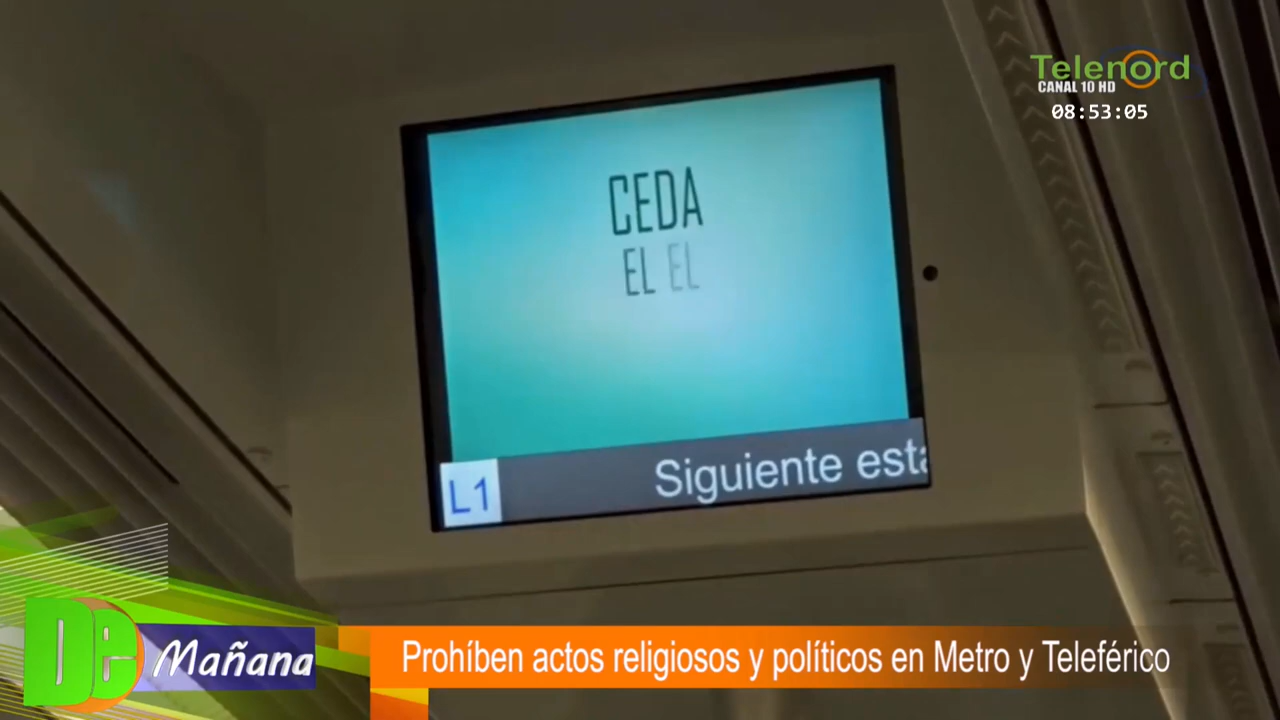 Telenord
CANAL 10 HD
08:53:05
CEDA
EL EL
Siguiente esta
L1
De Mañana
Prohíben actos religiosos y políticos en Metro y Teleférico